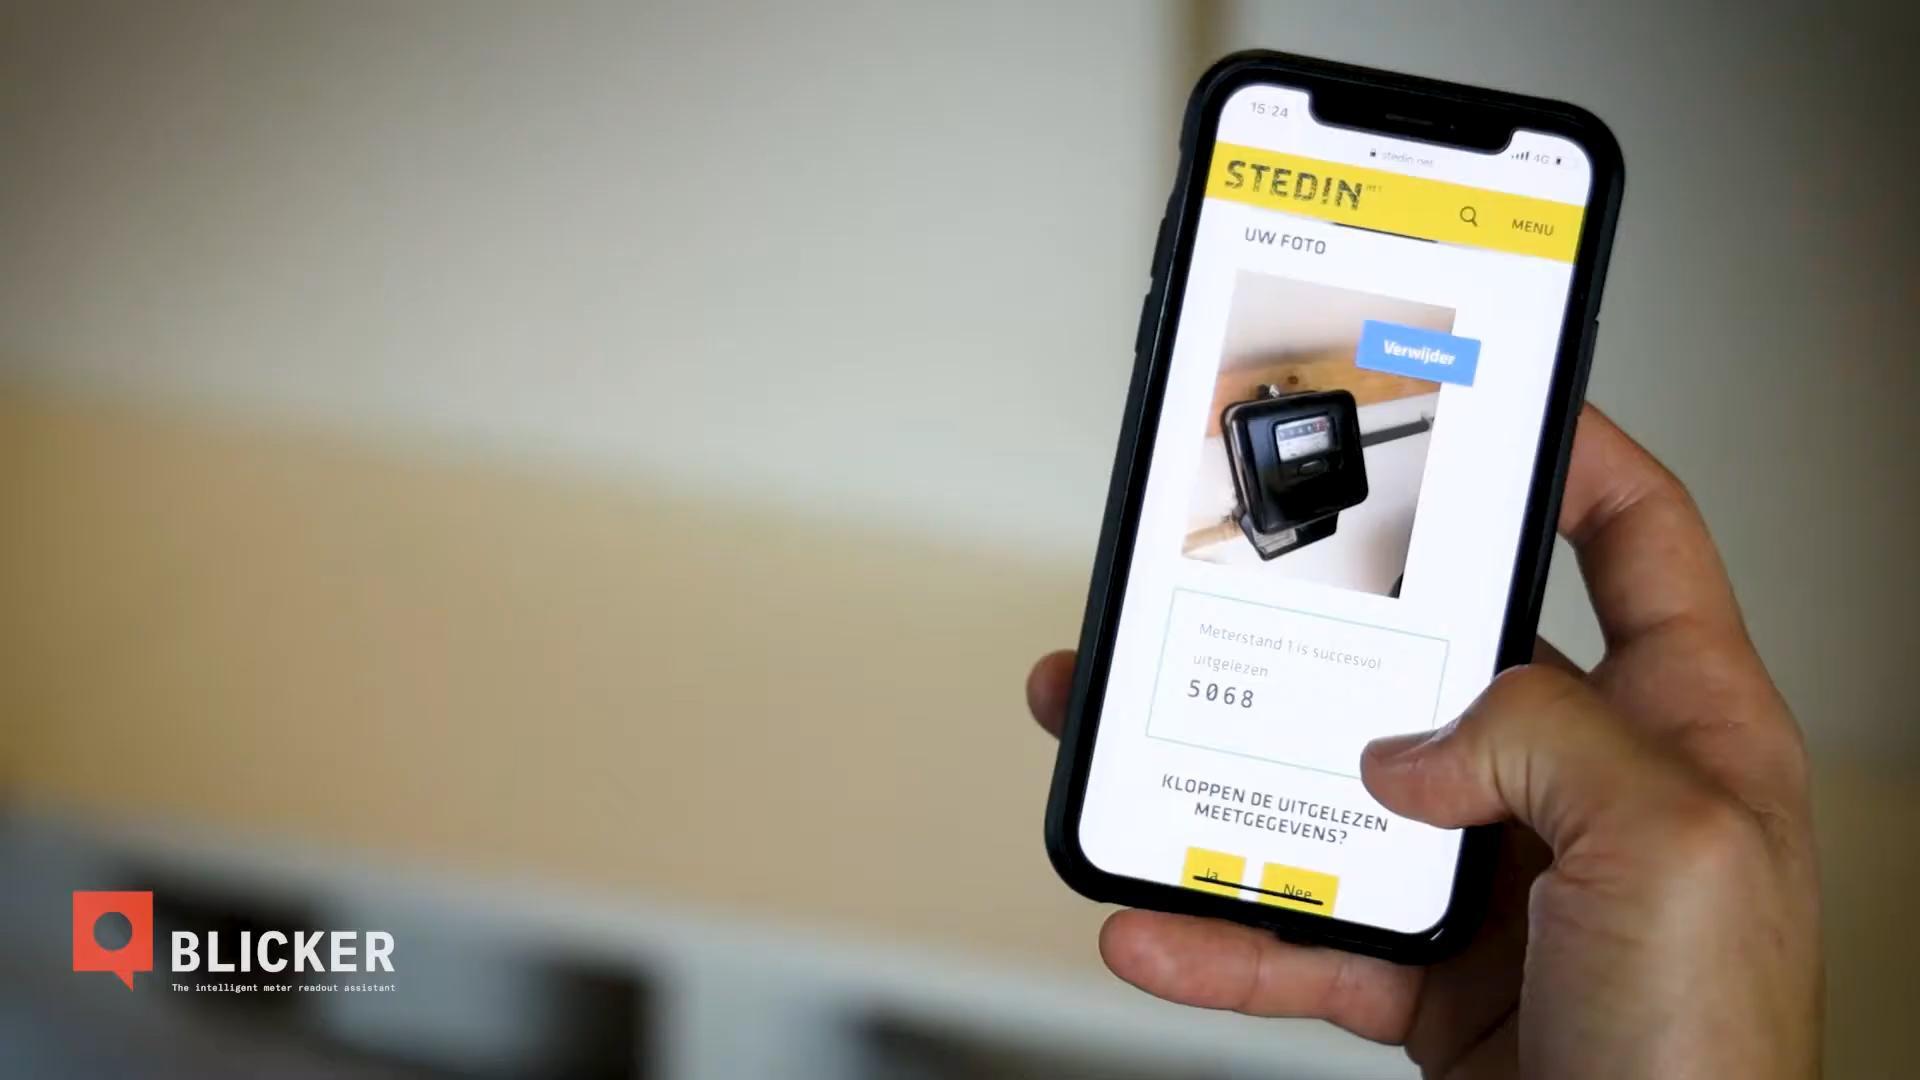 15:24
stedin.net
4G
STEDIN
MENU
UW FOTO
Verwijder
Meterstand 1 is succesvol
uitgelezen
5068
KLOPPEN DE UITGELEZEN
MEETGEGEVENS?
Ja
Nee
BLICKER
The intelligent meter readout assistant